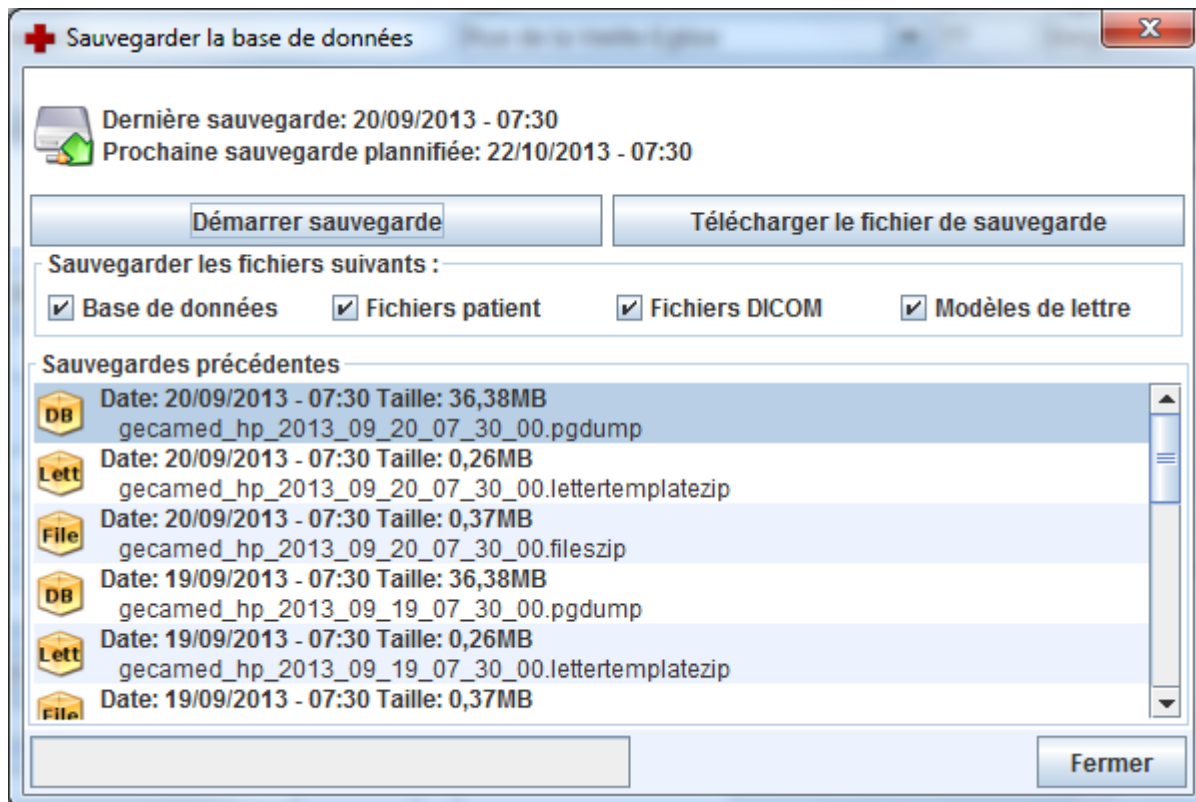 Sauvegarder la base de données
Dernière sauvegarde: 20/09/2013 - 07:30
Prochaine sauvegarde plannifiée: 22/10/2013 - 07:30
Démarrer sauvegarde
Télécharger le fichier de sauvegarde
Sauvegarder les fichiers suivants :
Base de données Fichiers patient Fichiers DICOM Modèles de lettre
Sauvegardes précédentes
DB
Date: 20/09/2013 - 07:30 Taille: 36,38MB
gecamed_hp_2013_09_20_07_30_00.pgdump
Lett
Date: 20/09/2013 - 07:30 Taille: 0,26MB
gecamed_hp_2013_09_20_07_30_00.lettertemplatezip
File
Date: 20/09/2013 - 07:30 Taille: 0,37MB
gecamed_hp_2013_09_20_07_30_00.fileszip
DB
Date: 19/09/2013 - 07:30 Taille: 36,38MB
gecamed_hp_2013_09_19_07_30_00.pgdump
Lett
Date: 19/09/2013 - 07:30 Taille: 0,26MB
gecamed_hp_2013_09_19_07_30_00.lettertemplatezip
File
Date: 19/09/2013 - 07:30 Taille: 0,37MB
Fermer